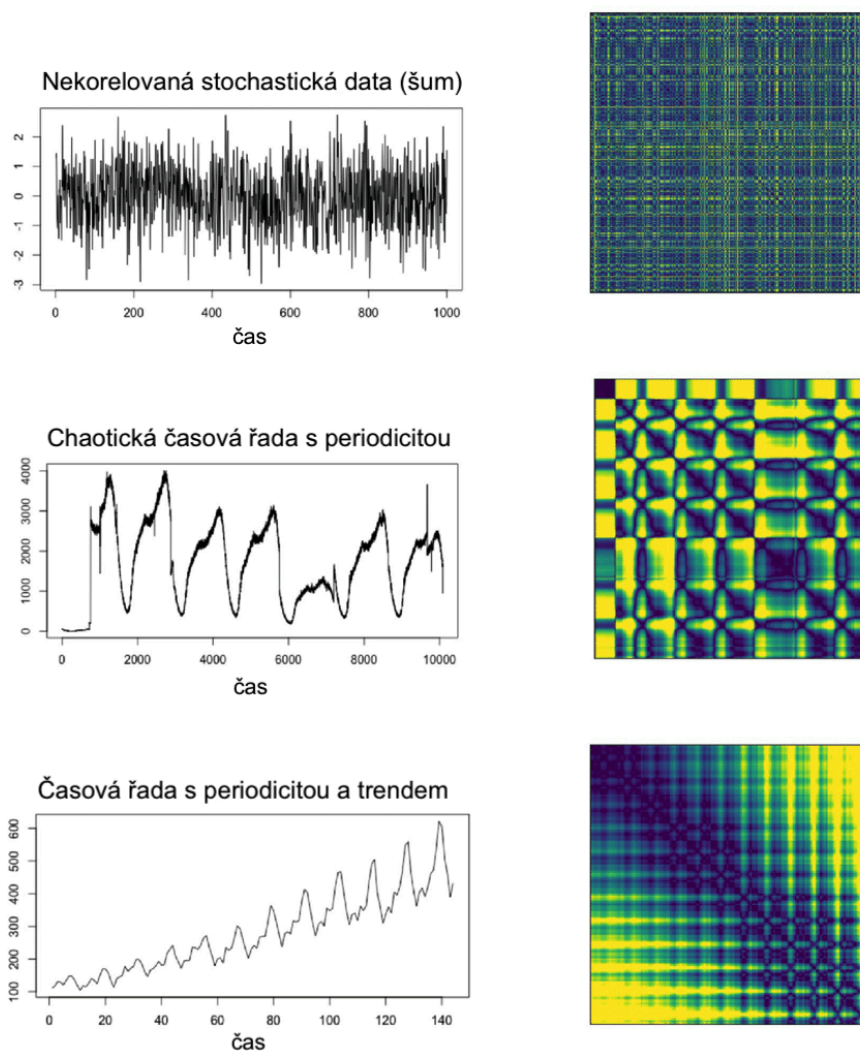 Nekorelovaná stochastická data (šum)
2
1
0
-1
-2
-3
0 200 400 600 800 1000
čas
Chaotická časová řada s periodicitou
4000
3000
2000
1000
0
0 2000 4000 6000 8000 10000
čas
Časová řada s periodicitou a trendem
600
500
400
300
200
100
0 20 40 60 80 100 120 140
čas